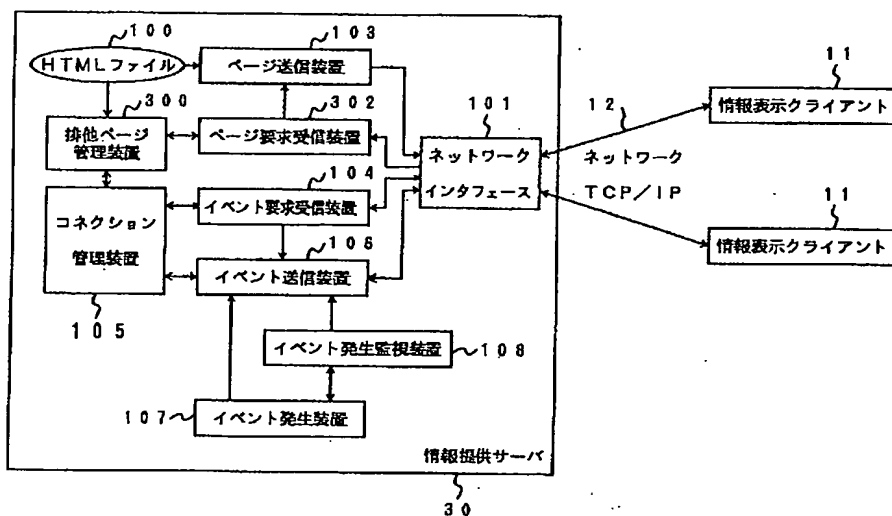 100
HTMLファイル
103
ページ送信装置
300
排他ページ
管理装置
302
ページ要求受信装置
101
ネットワーク
インタフェース
12
ネットワーク
TCP/IP
11
情報表示クライアント
104
イベント要求受信装置
コネクション
管理装置
105
106
イベント送信装置
11
情報表示クライアント
イベント発生監視装置
108
107
イベント発生装置
情報提供サーバ
30